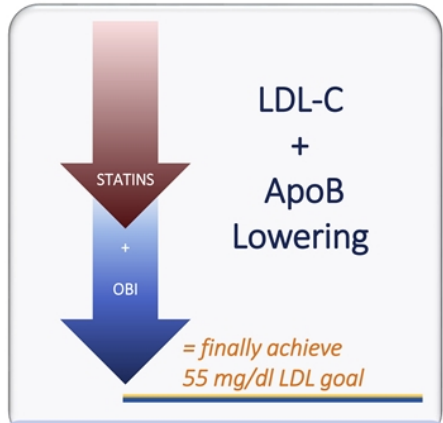 LDL-C
+
ApoB
Lowering
STATINS
+
OBI
= finally achieve
55 mg/dl LDL goal